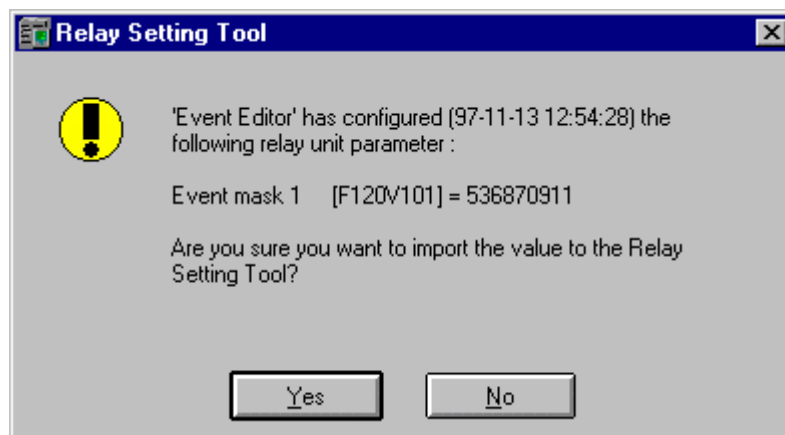 Relay Setting Tool
'Event Editor' has configured (97-11-13 12:54:28) the
following relay unit parameter :
Event mask 1 [F120V101] = 536870911
Are you sure you want to import the value to the Relay
Setting Tool?
Yes No